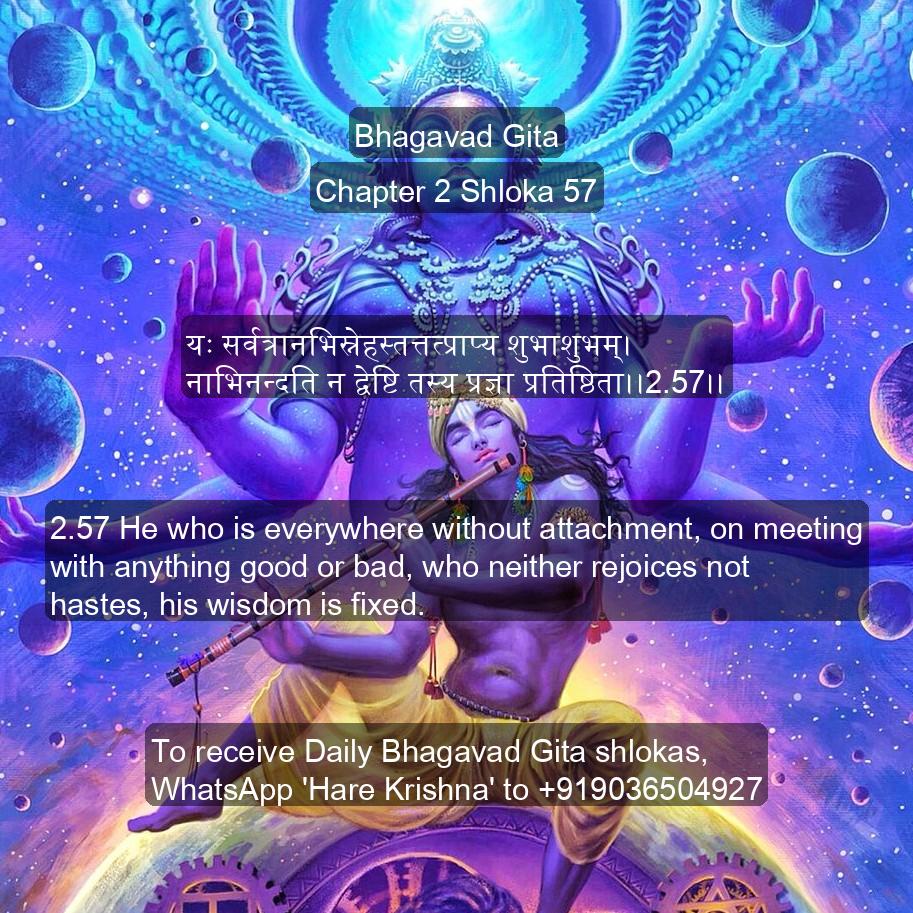 Bhagavad Gita
Chapter 2 Shloka 57
यः सर्वत्रानभिस्नेहस्तत्तत्प्राप्य शुभाशुभम्।
नाभिनन्दति न द्वेष्टि तस्य प्रज्ञा प्रतिष्ठिता।।2.57।।
2.57 He who is everywhere without attachment, on meeting
with anything good or bad, who neither rejoices not
hastes, his wisdom is fixed.
To receive Daily Bhagavad Gita shlokas,
WhatsApp 'Hare Krishna' to +919036504927